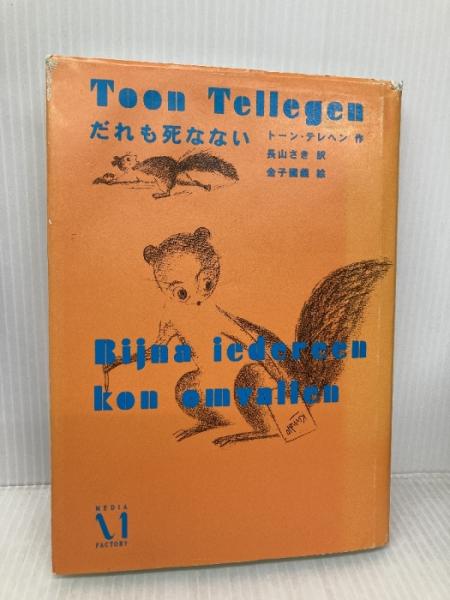 Toon Tellegen
だれも死なない
トーン・テレヘン 作
長山さき 訳
金子國義 絵
Bijna iedereen
kon omvallen
MEDIA
FACTORY